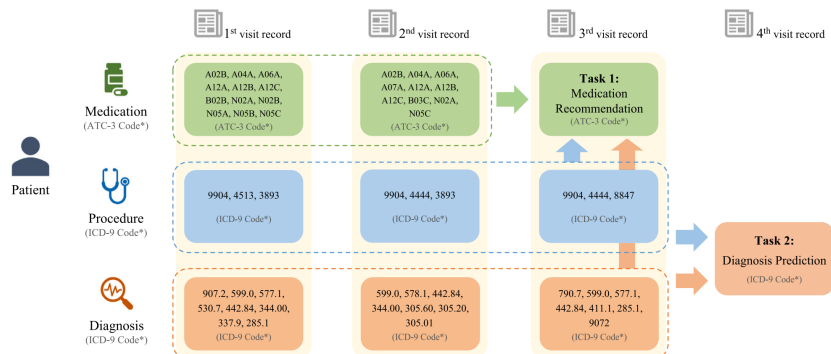 1st visit record
2nd visit record
3rd visit record
4th visit record
Medication
(ATC-3 Code*)
A02B, A04A, A06A,
A12A, A12B, A12C,
B02B, N02A, N02B,
N05A, N05B, N05C
(ATC-3 Code*)
A02B, A04A, A06A,
A07A, A12A, A12B,
A12C, B03C, N02A,
N05C
(ATC-3 Code*)
Task 1:
Medication
Recommendation
(ATC-3 Code*)
Patient
Procedure
(ICD-9 Code*)
9904, 4513, 3893
(ICD-9 Code*)
9904, 4444, 3893
(ICD-9 Code*)
9904, 4444, 8847
(ICD-9 Code*)
Task 2:
Diagnosis Prediction
(ICD-9 Code*)
Diagnosis
(ICD-9 Code*)
907.2, 599.0, 577.1,
530.7, 442.84, 344.00,
337.9, 285.1
(ICD-9 Code*)
599.0, 578.1, 442.84,
344.00, 305.60, 305.20,
305.01
(ICD-9 Code*)
790.7, 599.0, 577.1,
442.84, 411.1, 285.1,
9072
(ICD-9 Code*)